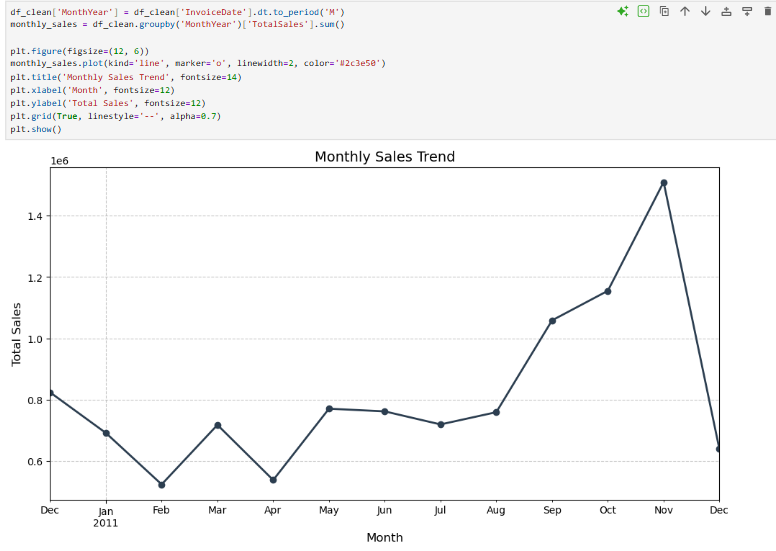 df_clean['MonthYear'] = df_clean['InvoiceDate'].dt.to_period('M')
monthly_sales = df_clean.groupby('MonthYear')['TotalSales'].sum()
plt.figure(figsize=(12, 6))
monthly_sales.plot(kind='line', marker='o', linewidth=2, color='#2c3e50')
plt.title('Monthly Sales Trend', fontsize=14)
plt.xlabel('Month', fontsize=12)
plt.ylabel('Total Sales', fontsize=12)
plt.grid(True, linestyle='--', alpha=0.7)
plt.show()
Monthly Sales Trend
1e6
1.4
1.2
1.0
0.8
0.6
Total Sales
Dec Jan Feb Mar Apr May Jun Jul Aug Sep Oct Nov Dec
2011
Month